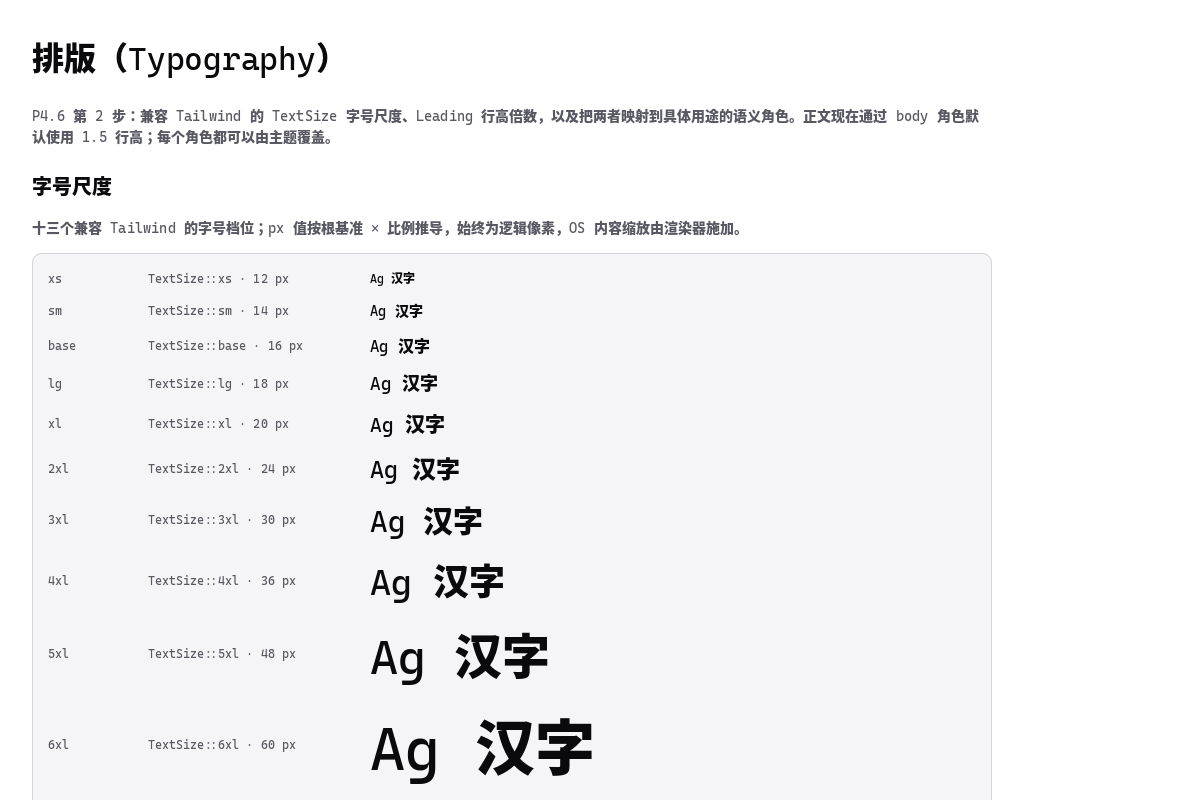 排版（Typography）
P4.6 第 2 步：兼容 Tailwind 的 TextSize 字号尺度、Leading 行高倍数，以及把两者映射到具体用途的语义角色。正文现在通过 body 角色默
认使用 1.5 行高；每个角色都可以由主题覆盖。
字号尺度
十三个兼容 Tailwind 的字号档位；px 值按根基准 × 比例推导，始终为逻辑像素，OS 内容缩放由渲染器施加。
xs TextSize::xs · 12 px Ag 汉字
sm TextSize::sm · 14 px Ag 汉字
base TextSize::base · 16 px Ag 汉字
lg TextSize::lg · 18 px Ag 汉字
xl TextSize::xl · 20 px Ag 汉字
2xl TextSize::2xl · 24 px Ag 汉字
3xl TextSize::3xl · 30 px Ag 汉字
4xl TextSize::4xl · 36 px Ag 汉字
5xl TextSize::5xl · 48 px Ag 汉字
6xl TextSize::6xl · 60 px Ag 汉字